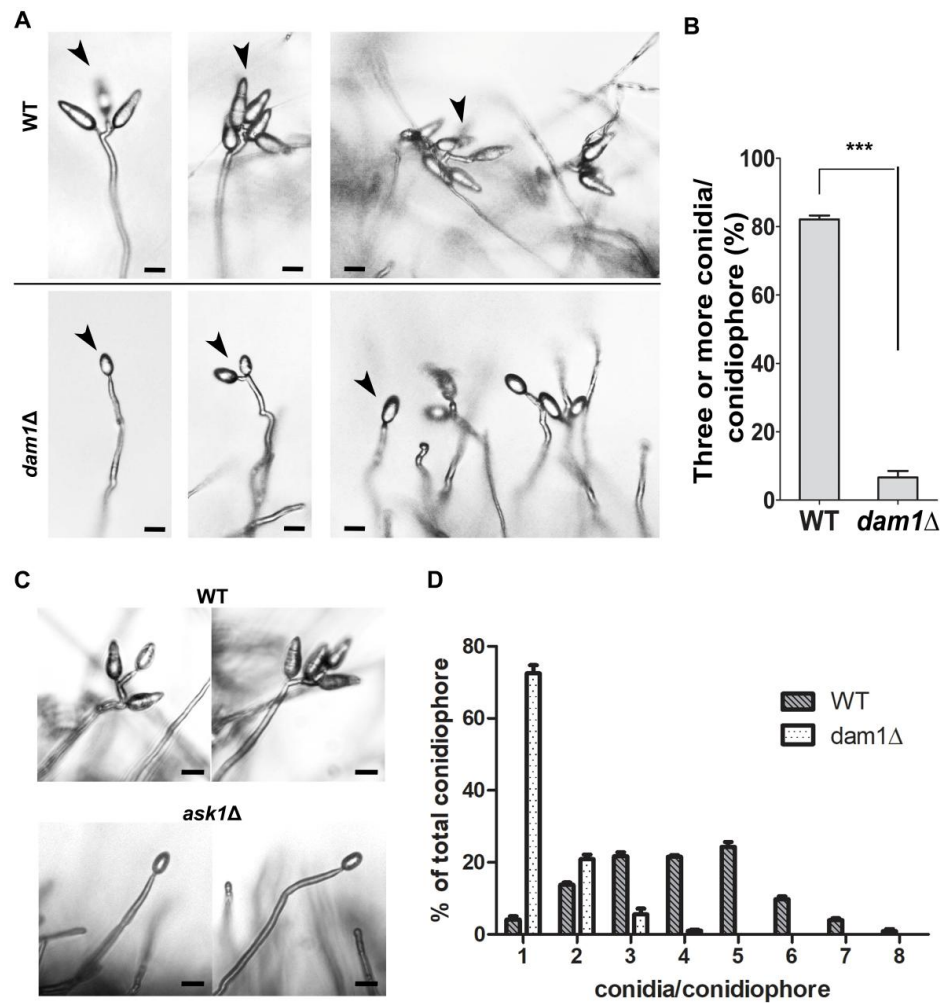 A
B
WT
dam1Δ
Three or more conidia/
conidiophore (%)
100
80
60
40
20
0
***
WT dam1Δ
C
WT
ask1Δ
D
% of total conidiophore
80
60
40
20
0
WT
dam1Δ
1 2 3 4 5 6 7 8
conidia/conidiophore